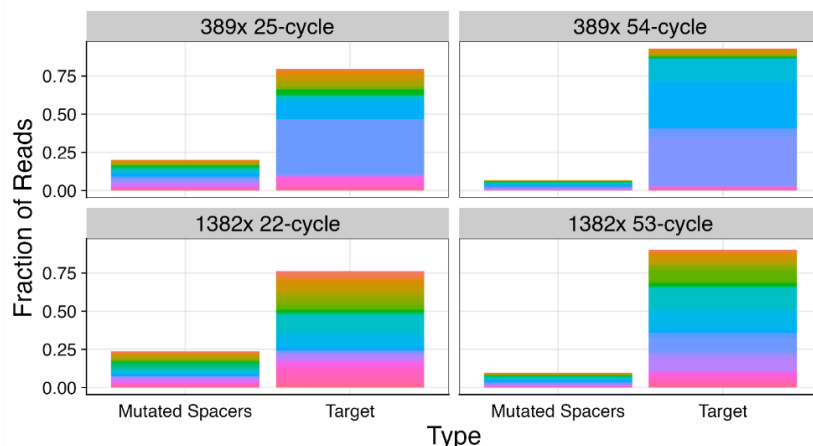 389x 25-cycle
389x 54-cycle
0.75
0.50
0.25
0.00
1382x 22-cycle
1382x 53-cycle
0.75
0.50
0.25
0.00
Fraction of Reads
Mutated Spacers
Target
Mutated Spacers
Target
Type